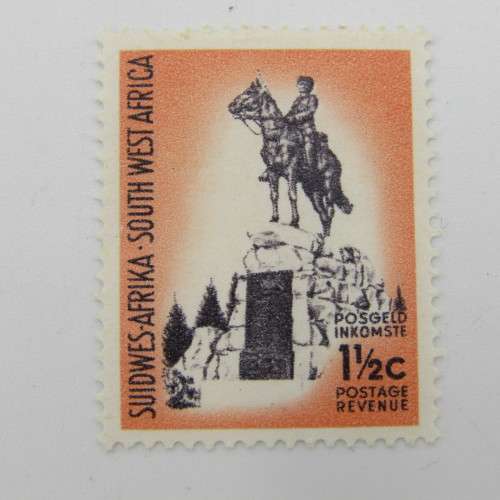 SUIDWES-AFRIKA · SOUTH WEST AFRICA
POSGELD
INKOMSTE
1½C
POSTAGE
REVENUE